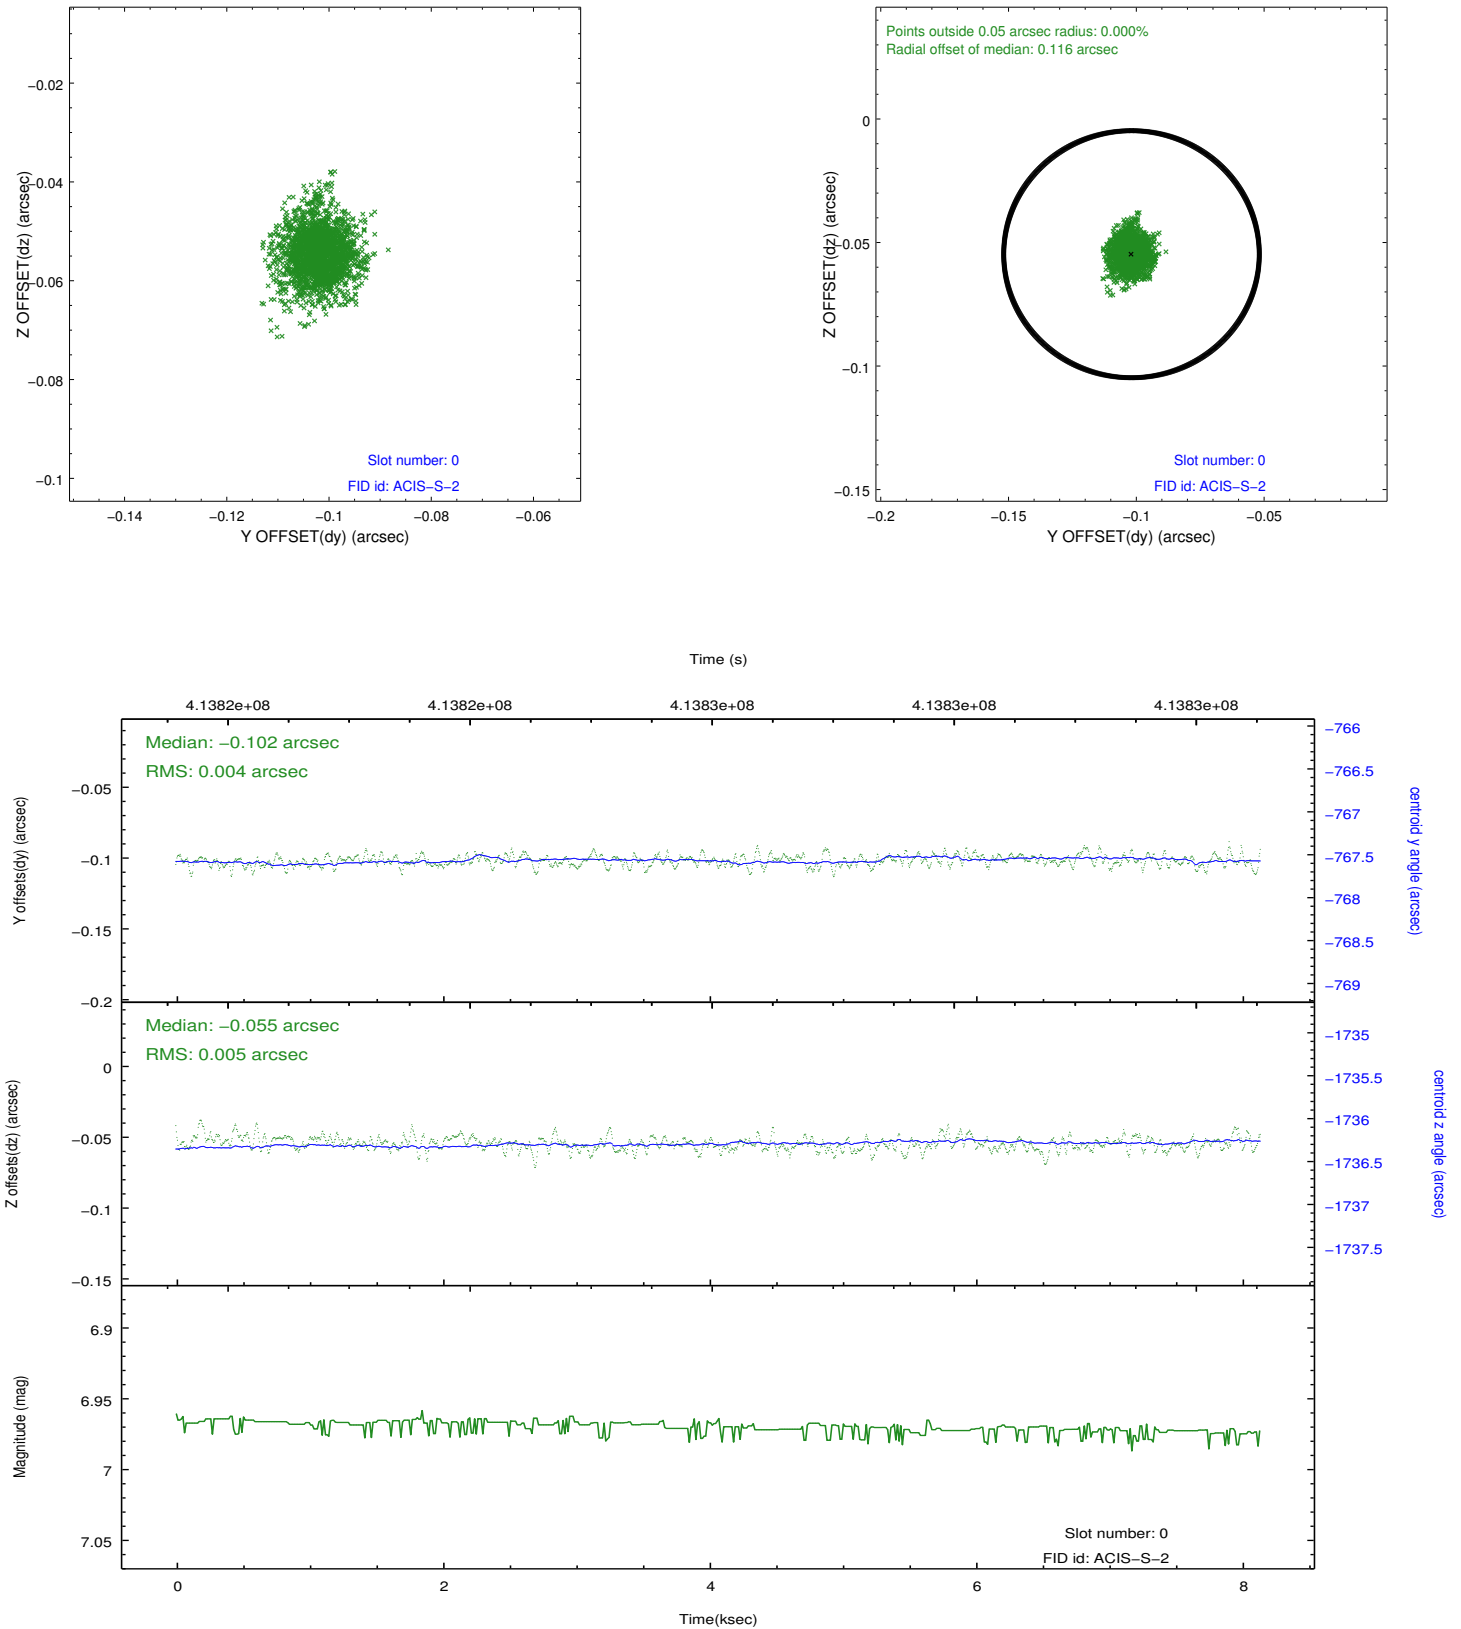 −0.02
−0.04
−0.06
−0.08
−0.1
Z OFFSET(dz) (arcsec)
Slot number: 0
FID id: ACIS−S−2
−0.14
−0.12
−0.1
−0.08
−0.06
Y OFFSET(dy) (arcsec)
Points outside 0.05 arcsec radius: 0.000%
Radial offset of median: 0.116 arcsec
0
−0.05
−0.1
−0.15
Z OFFSET(dz) (arcsec)
Slot number: 0
FID id: ACIS−S−2
−0.2
−0.15
−0.1
−0.05
Y OFFSET(dy) (arcsec)
Time (s)
4.1382e+08
4.1382e+08
4.1383e+08
4.1383e+08
4.1383e+08
Median: −0.102 arcsec
RMS: 0.004 arcsec
−0.05
−0.1
−0.15
−0.2
Y offsets(dy) (arcsec)
−766
−766.5
−767
−767.5
−768
−768.5
−769
centroid y angle (arcsec)
Median: −0.055 arcsec
RMS: 0.005 arcsec
0
−0.05
−0.1
−0.15
Z offsets(dz) (arcsec)
−1735
−1735.5
−1736
−1736.5
−1737
−1737.5
centroid z angle (arcsec)
6.9
6.95
7
7.05
Magnitude (mag)
Slot number: 0
FID id: ACIS−S−2
0
2
4
6
8
Time(ksec)